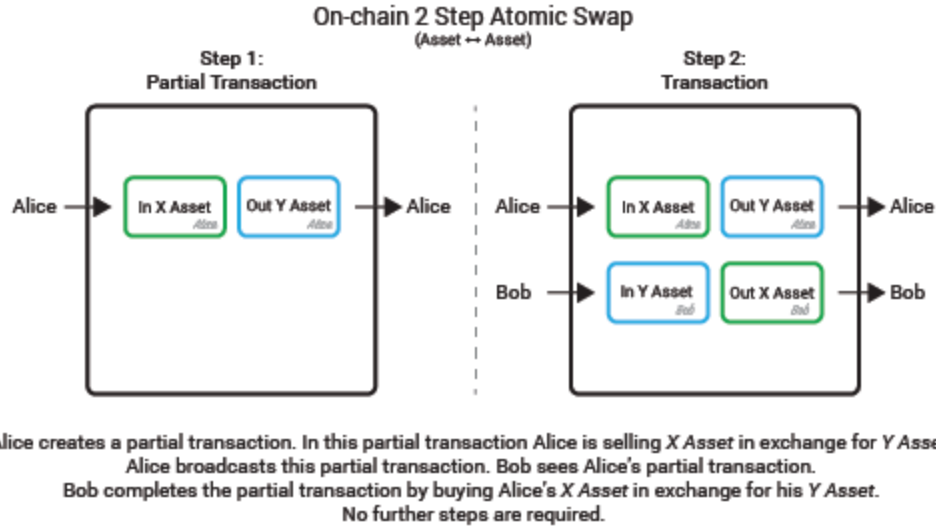 On-chain 2 Step Atomic Swap
(Asset ↔ Asset)
Step 1:
Partial Transaction
Alice
In X Asset
Alice
Out Y Asset
Alice
Alice
Step 2:
Transaction
Alice
In X Asset
Alice
Out Y Asset
Alice
Alice
Bob
In Y Asset
Bob
Out X Asset
Bob
Bob
lice creates a partial transaction. In this partial transaction Alice is selling X Asset in exchange for Y Asse
Alice broadcasts this partial transaction. Bob sees Alice's partial transaction.
Bob completes the partial transaction by buying Alice's X Asset in exchange for his Y Asset.
No further steps are required.